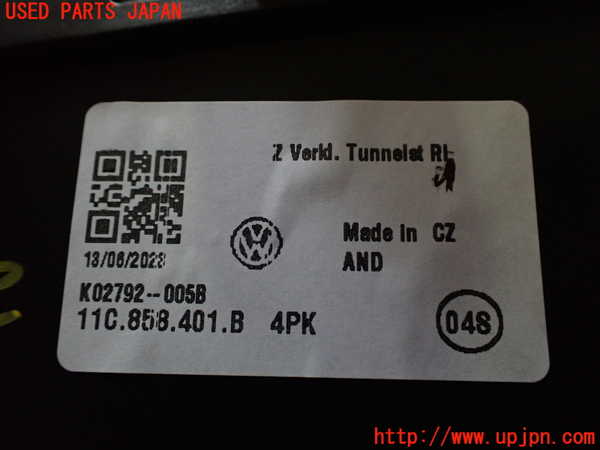 USED PARTS JAPAN
Z Verkl. Tunnelst RL
Made in CZ
13/06/2023
AND
K02792--005B
11C.858.401.B 4PK
04S
http://www.upjpn.com/